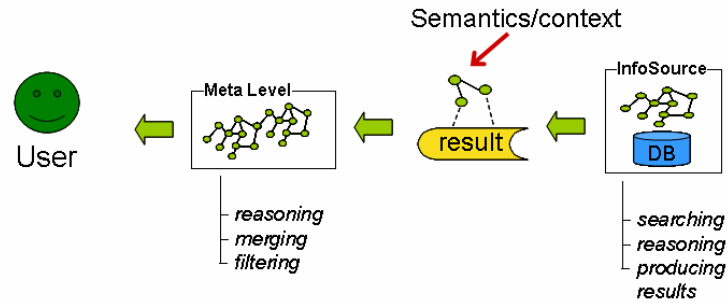 Semantics/context
Meta Level
InfoSource
result
DB
User
reasoning
merging
filtering
searching
reasoning
producing
results